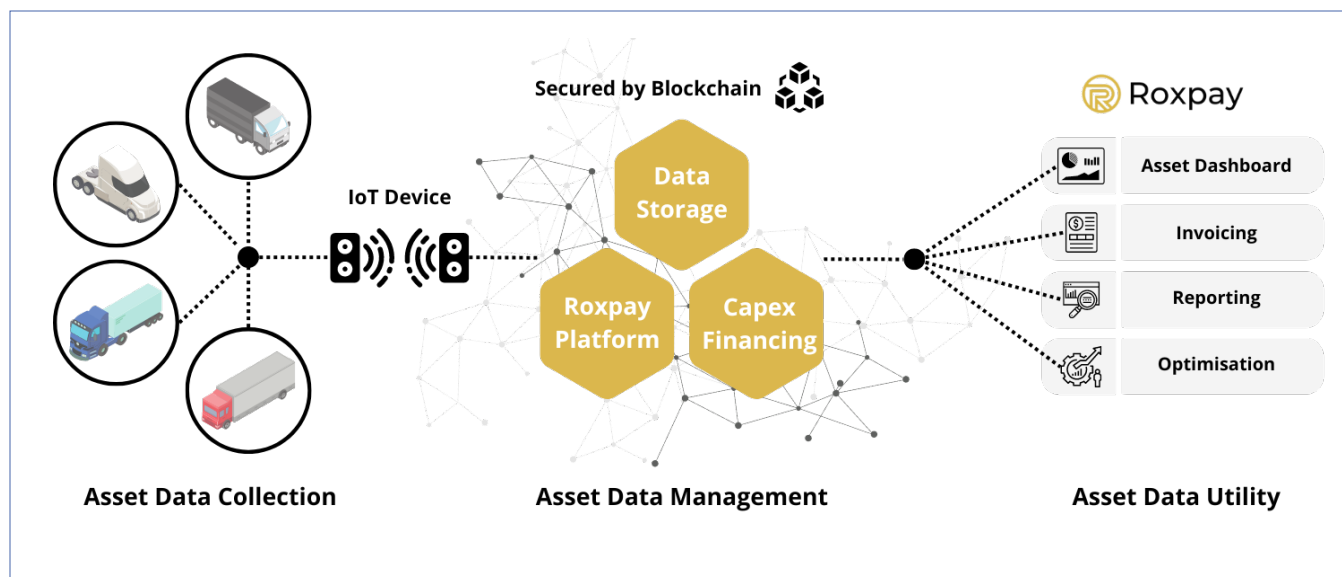 Secured by Blockchain
Roxpay
IoT Device
Data
Storage
Roxpay
Platform
Capex
Financing
Asset Dashboard
Invoicing
Reporting
Optimisation
Asset Data Collection
Asset Data Management
Asset Data Utility